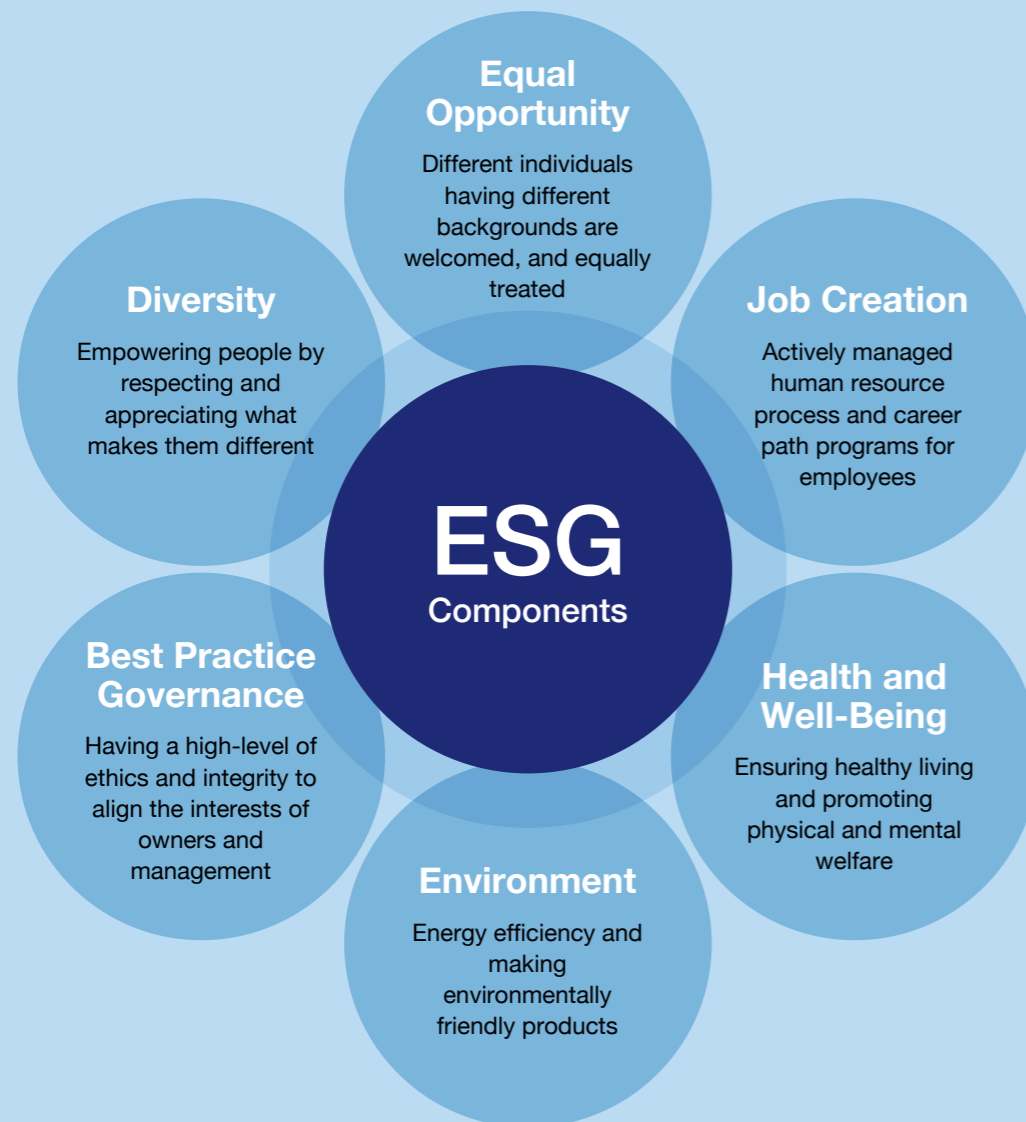 Equal
Opportunity
Different individuals
having different
backgrounds are
welcomed, and equally
treated
Diversity
Empowering people by
respecting and
appreciating what
makes them different
Job Creation
Actively managed
human resource
process and career
path programs for
employees
ESG
Components
Best Practice
Governance
Having a high-level of
ethics and integrity to
align the interests of
owners and
management
Health and
Well-Being
Ensuring healthy living
and promoting
physical and mental
welfare
Environment
Energy efficiency and
making
environmentally
friendly products